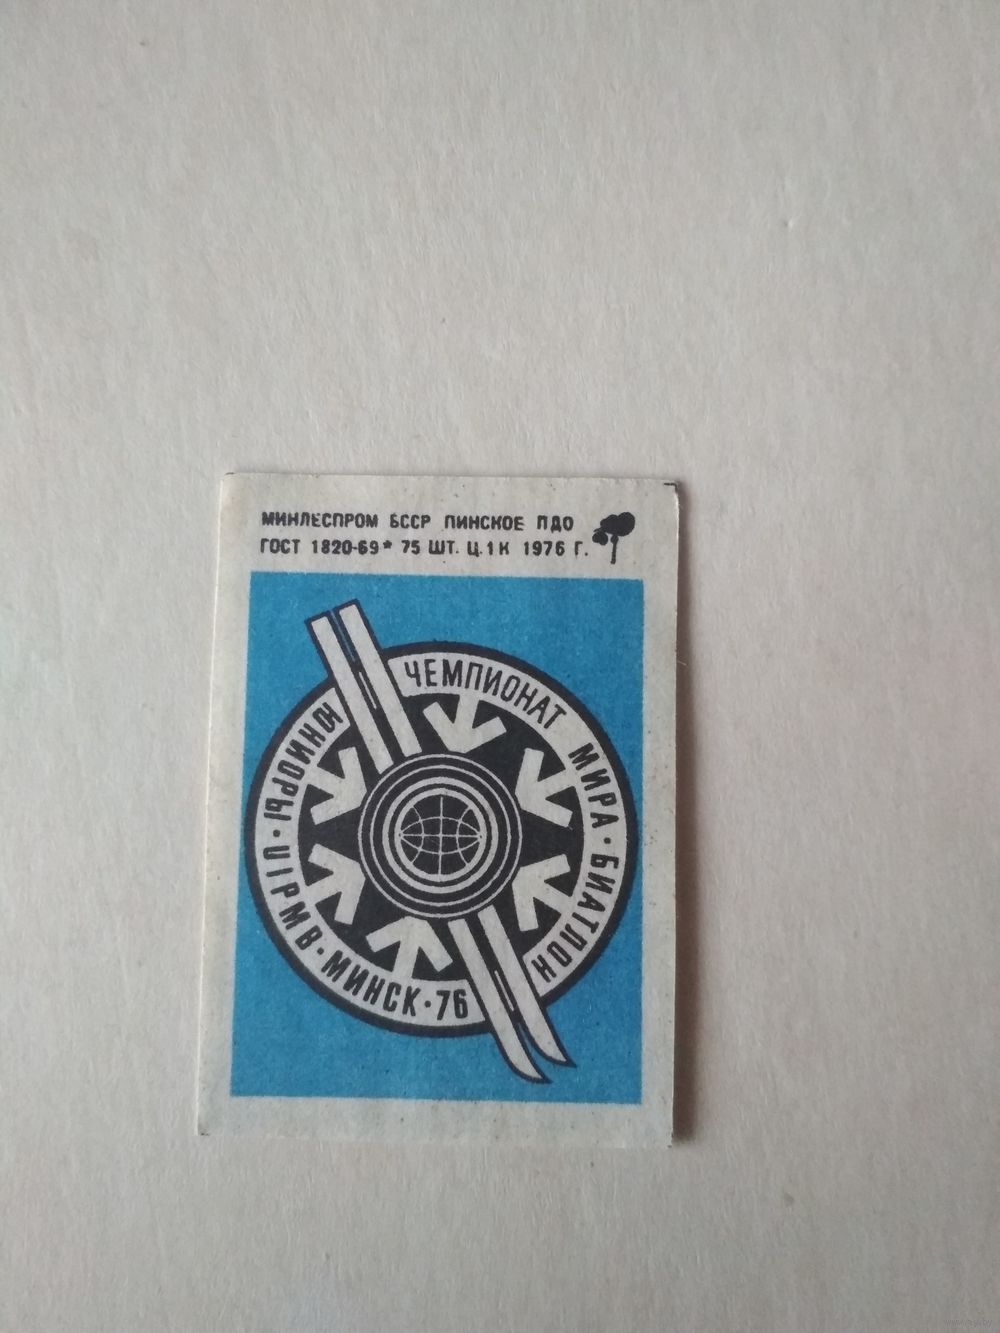 МИНЛЕСПРОМ БССР ПИНСКОЕ ПДО
ГОСТ 1820-69* 75 ШТ. Ц.1К 1976 Г.
ЧЕМПИОНАТ МИРА · БИАТЛОН
ЮНИОРЫ · UIPMB · МИНСК · 76